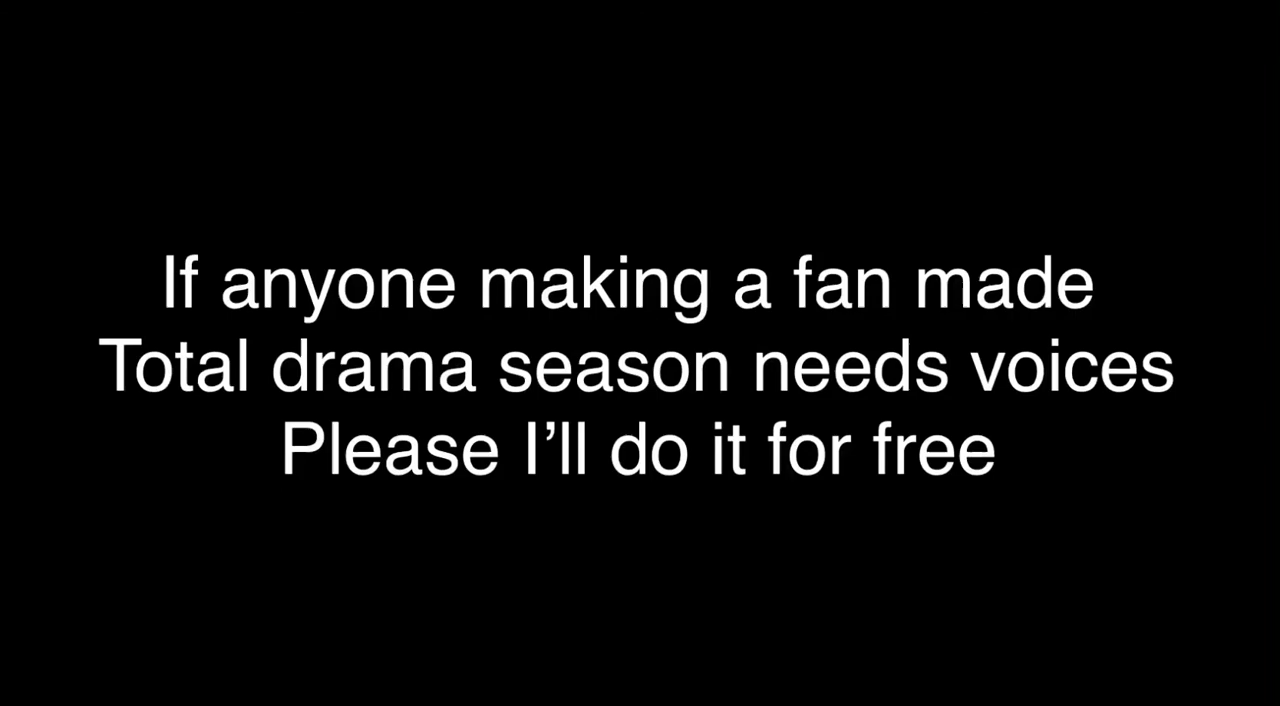 If anyone making a fan made
Total drama season needs voices
Please I’ll do it for free